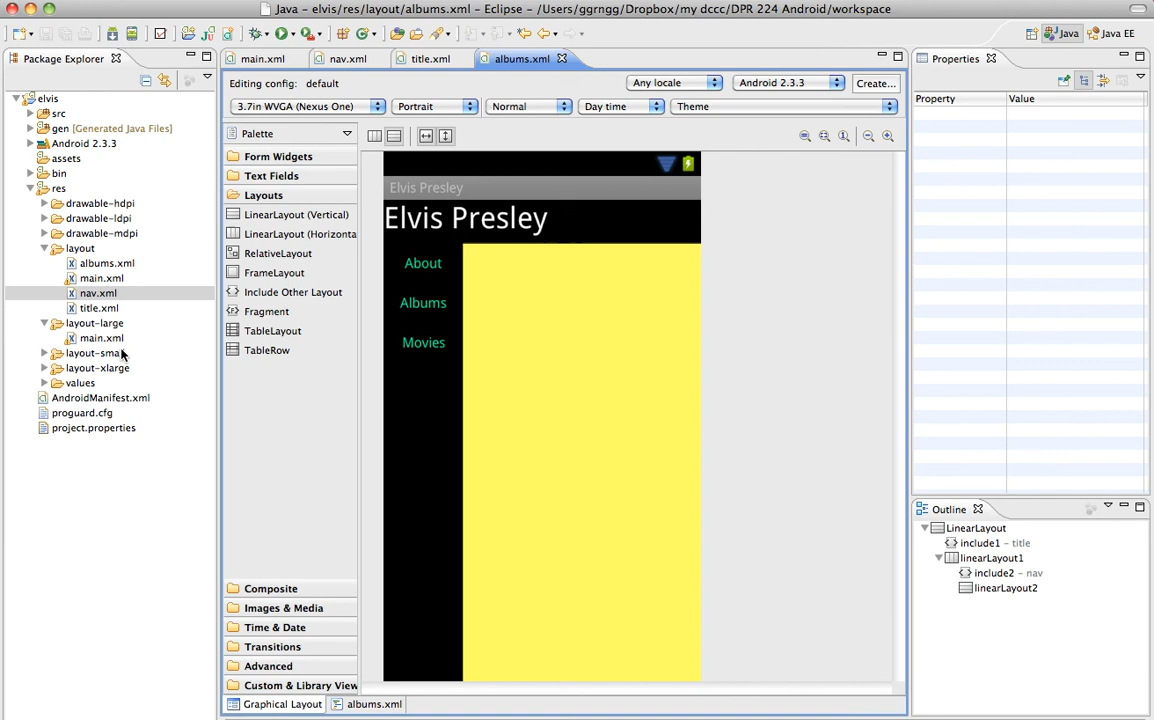 Java – elvis/res/layout/albums.xml – Eclipse – /Users/ggrngg/Dropbox/my dccc/DPR 224 Android/workspace
Java
Java EE
Package Explorer
main.xml
nav.xml
title.xml
albums.xml
Properties
Editing config: default
Any locale
Android 2.3.3
Create...
3.7in WVGA (Nexus One)
Portrait
Normal
Day time
Theme
Property
Value
elvis
src
gen [Generated Java Files]
Android 2.3.3
assets
bin
res
drawable-hdpi
drawable-ldpi
drawable-mdpi
layout
albums.xml
main.xml
nav.xml
title.xml
layout-large
main.xml
layout-sma
layout-xlarge
values
AndroidManifest.xml
proguard.cfg
project.properties
Palette
Form Widgets
Text Fields
Layouts
LinearLayout (Vertical)
LinearLayout (Horizonta
RelativeLayout
FrameLayout
Include Other Layout
Fragment
TableLayout
TableRow
Composite
Images & Media
Time & Date
Transitions
Advanced
Custom & Library View
Elvis Presley
Elvis Presley
About
Albums
Movies
Graphical Layout
albums.xml
Outline
LinearLayout
include1 – title
linearLayout1
include2 – nav
linearLayout2